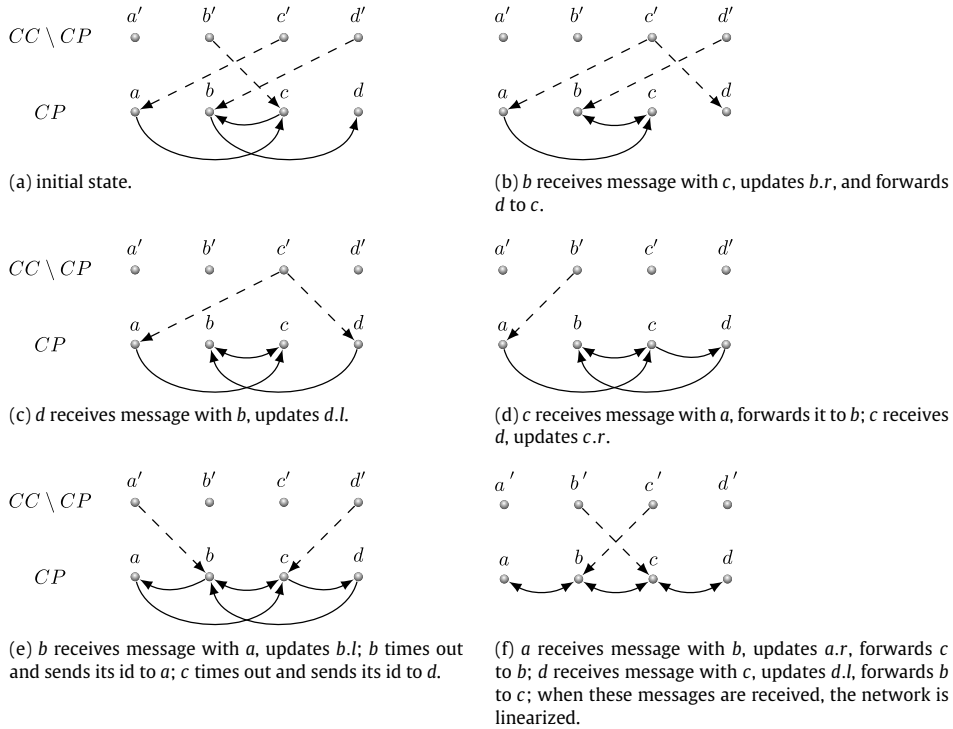 a′ b′ c′ d′
CC \ CP
a b c d
CP
(a) initial state.
a′ b′ c′ d′
a b c d
(b) b receives message with c, updates b.r, and forwards
d to c.
a′ b′ c′ d′
CC \ CP
a b c d
CP
(c) d receives message with b, updates d.l.
a′ b′ c′ d′
a b c d
(d) c receives message with a, forwards it to b; c receives
d, updates c.r.
a′ b′ c′ d′
CC \ CP
a b c d
CP
(e) b receives message with a, updates b.l; b times out
and sends its id to a; c times out and sends its id to d.
a′ b′ c′ d′
a b c d
(f) a receives message with b, updates a.r, forwards c
to b; d receives message with c, updates d.l, forwards b
to c; when these messages are received, the network is
linearized.